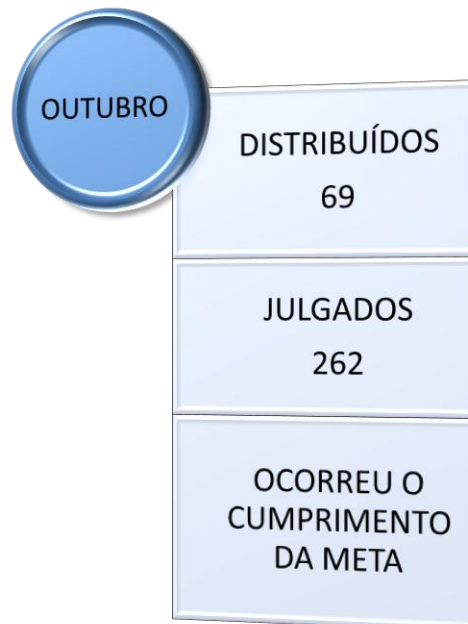 OUTUBRO
DISTRIBUÍDOS
69
JULGADOS
262
OCORREU O
CUMPRIMENTO
DA META